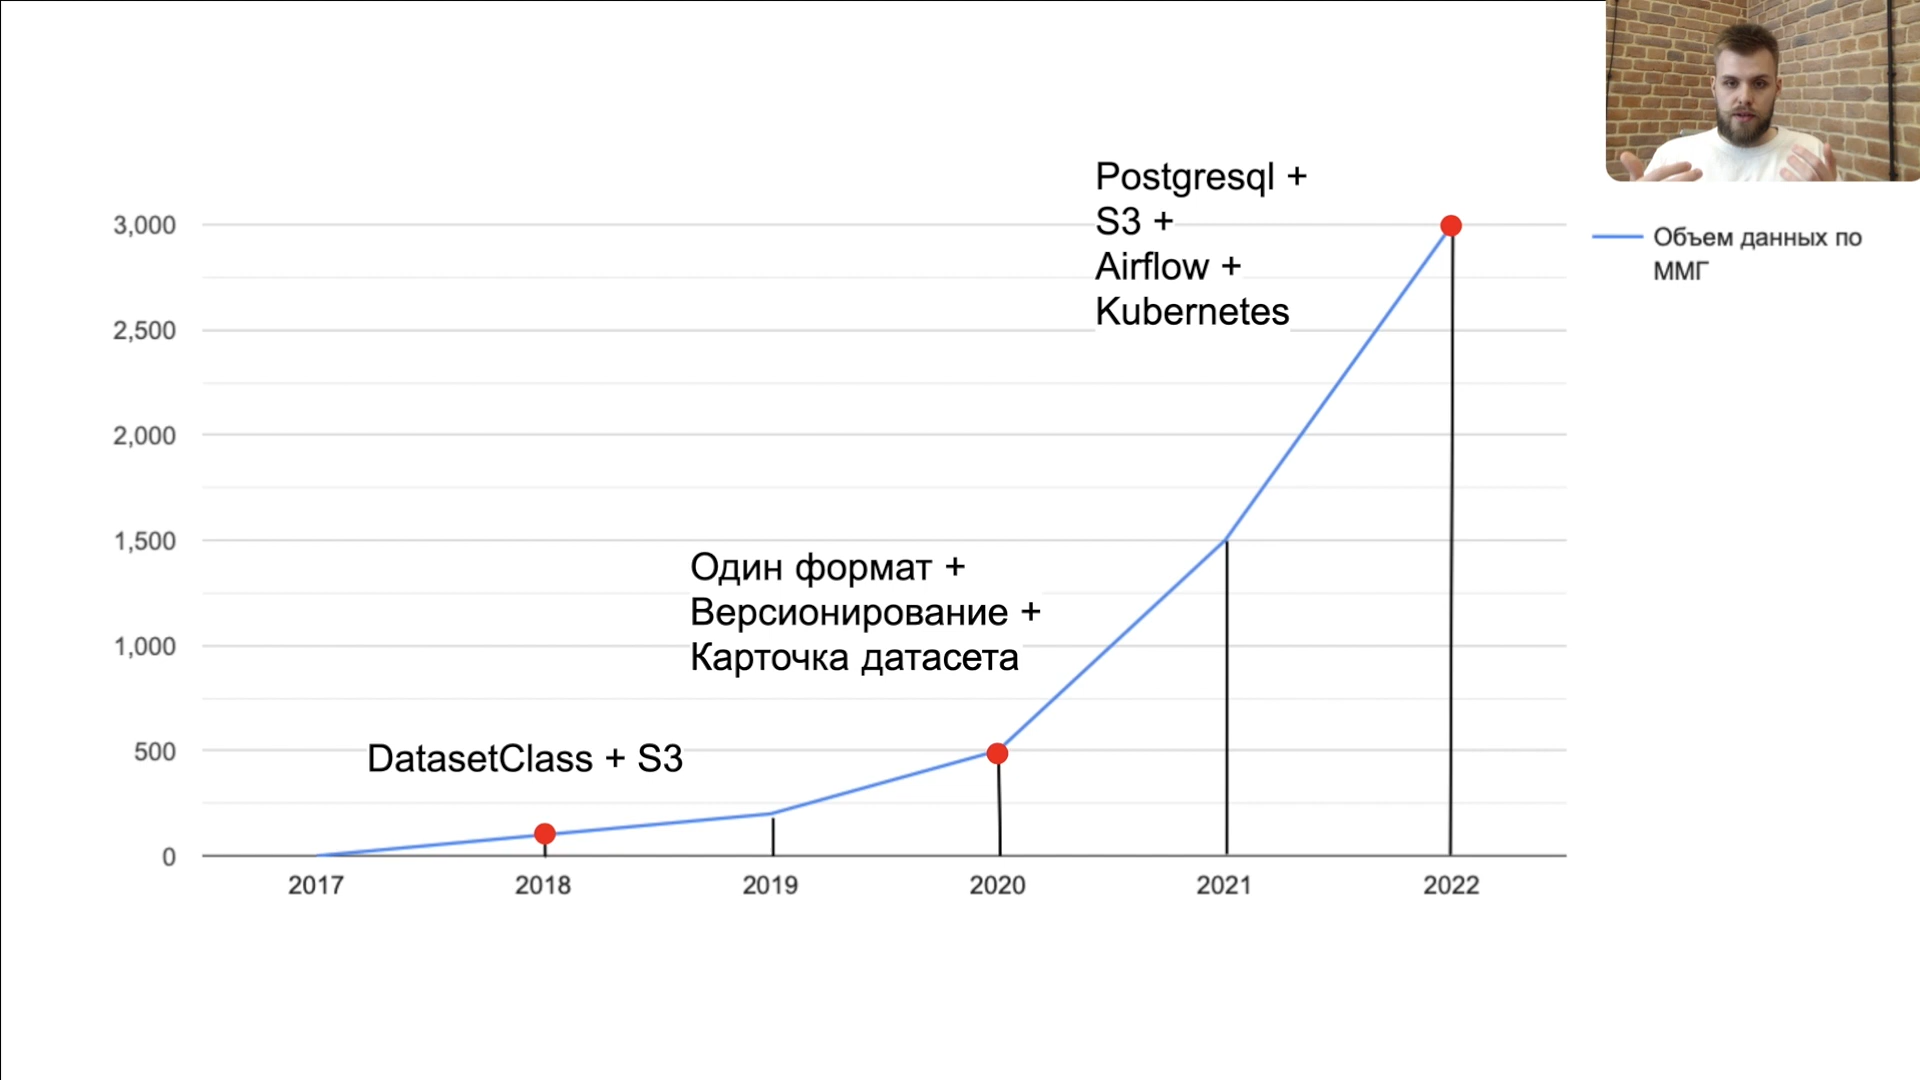 Postgresql +
S3 +
Airflow +
Kubernetes
Объем данных по
ММГ
3,000
2,500
2,000
1,500
1,000
500
0
Один формат +
Версионирование +
Карточка датасета
DatasetClass + S3
2017
2018
2019
2020
2021
2022